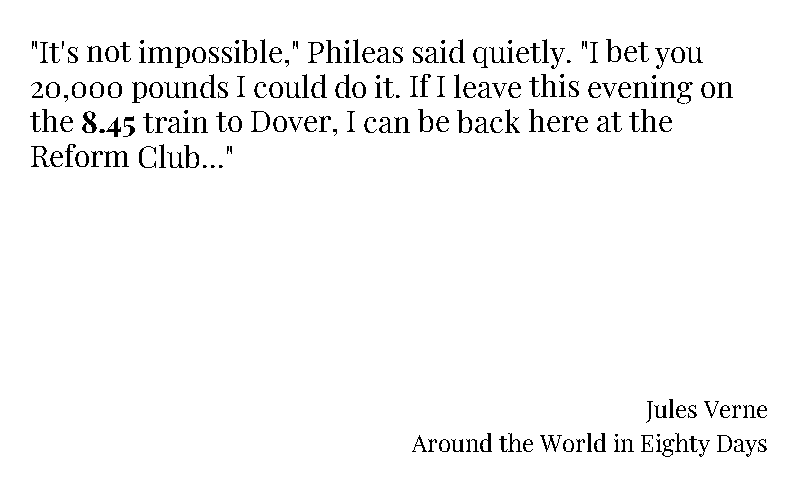 "It's not impossible," Phileas said quietly. "I bet you
20,000 pounds I could do it. If I leave this evening on
the 8.45 train to Dover, I can be back here at the
Reform Club..."
Jules Verne
Around the World in Eighty Days